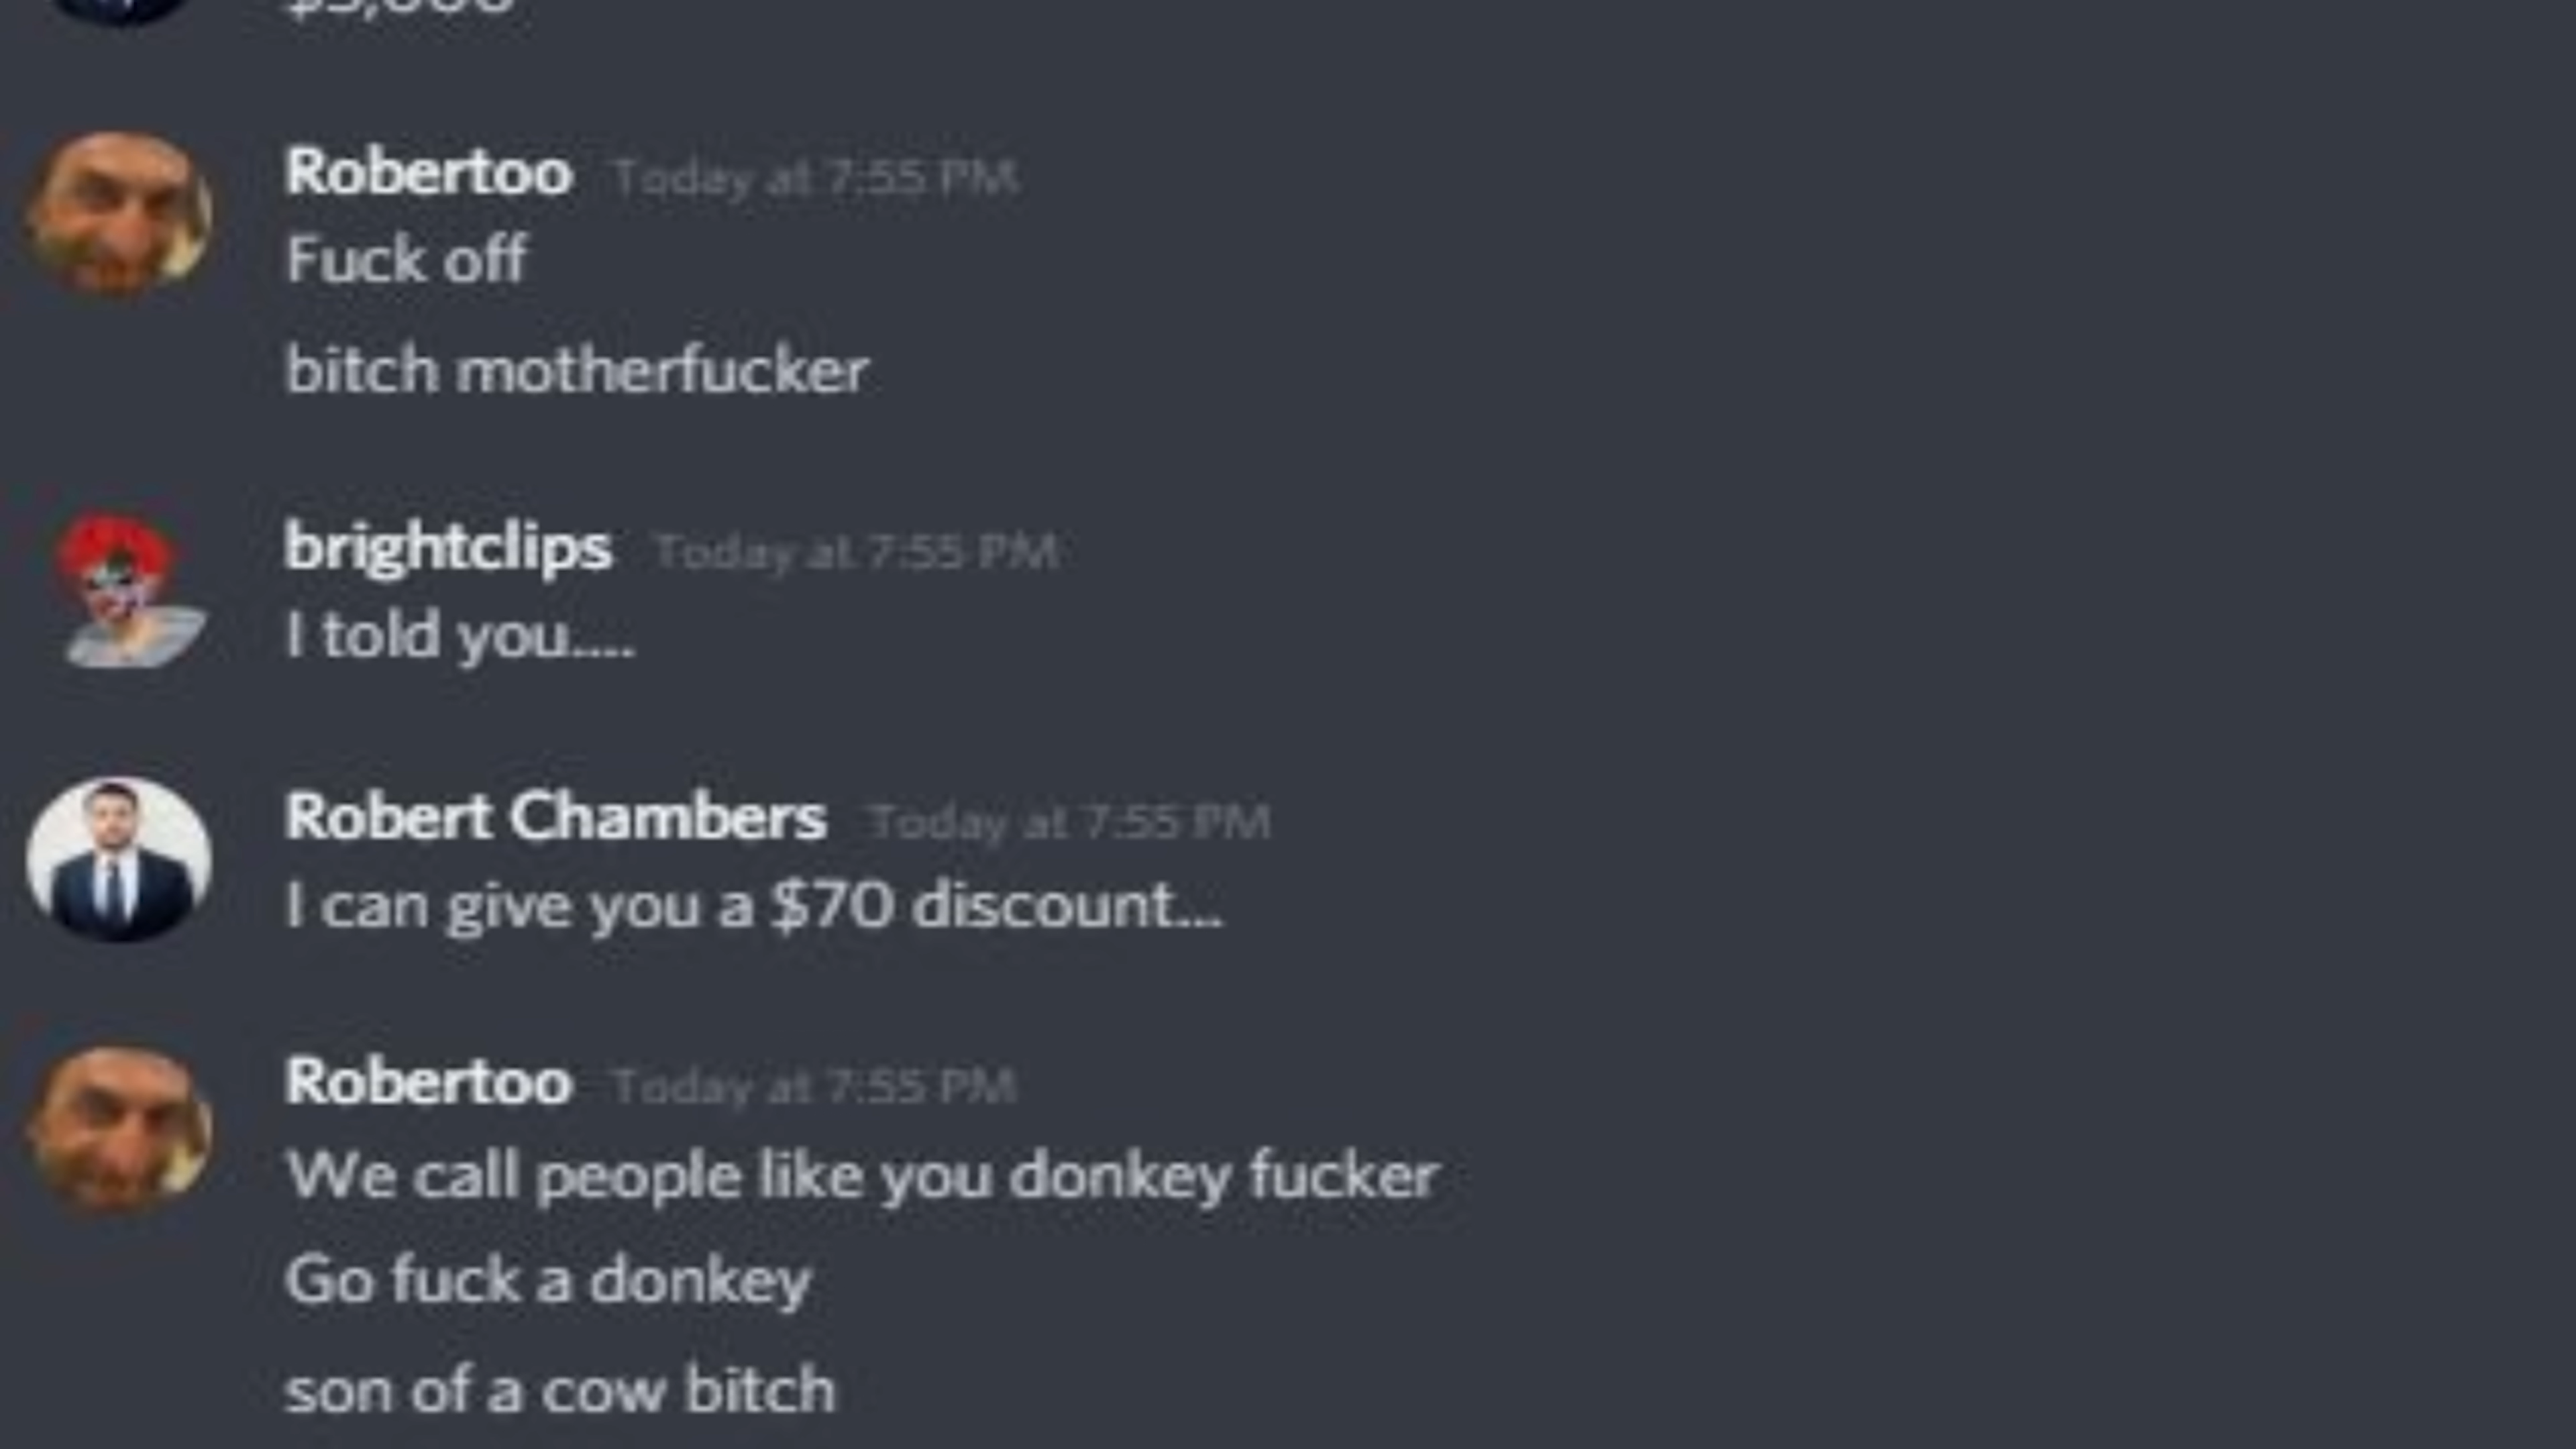 Robertoo Today at 7:55 PM
Fuck off
bitch motherfucker
brightclips Today at 7:55 PM
I told you....
Robert Chambers Today at 7:55 PM
I can give you a $70 discount...
Robertoo Today at 7:55 PM
We call people like you donkey fucker
Go fuck a donkey
son of a cow bitch